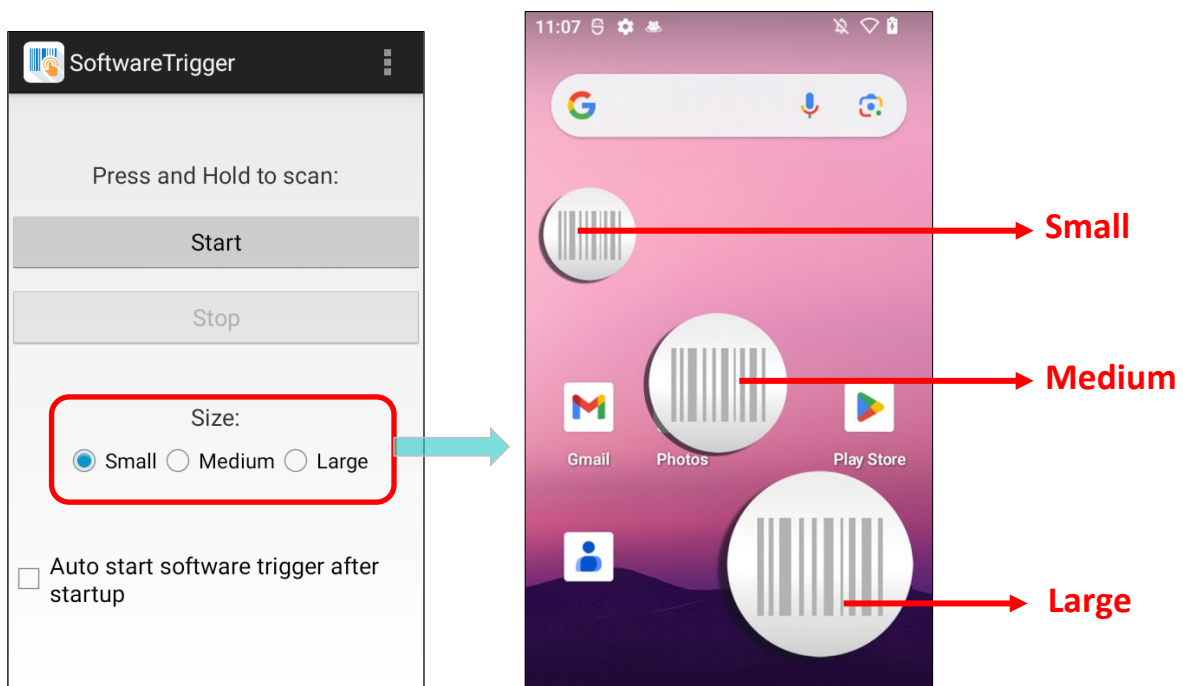 SoftwareTrigger
Press and Hold to scan:
Start
Stop
Size:
Small Medium Large
Auto start software trigger after
startup
11:07
G
Small
Medium
Gmail Photos Play Store
Large